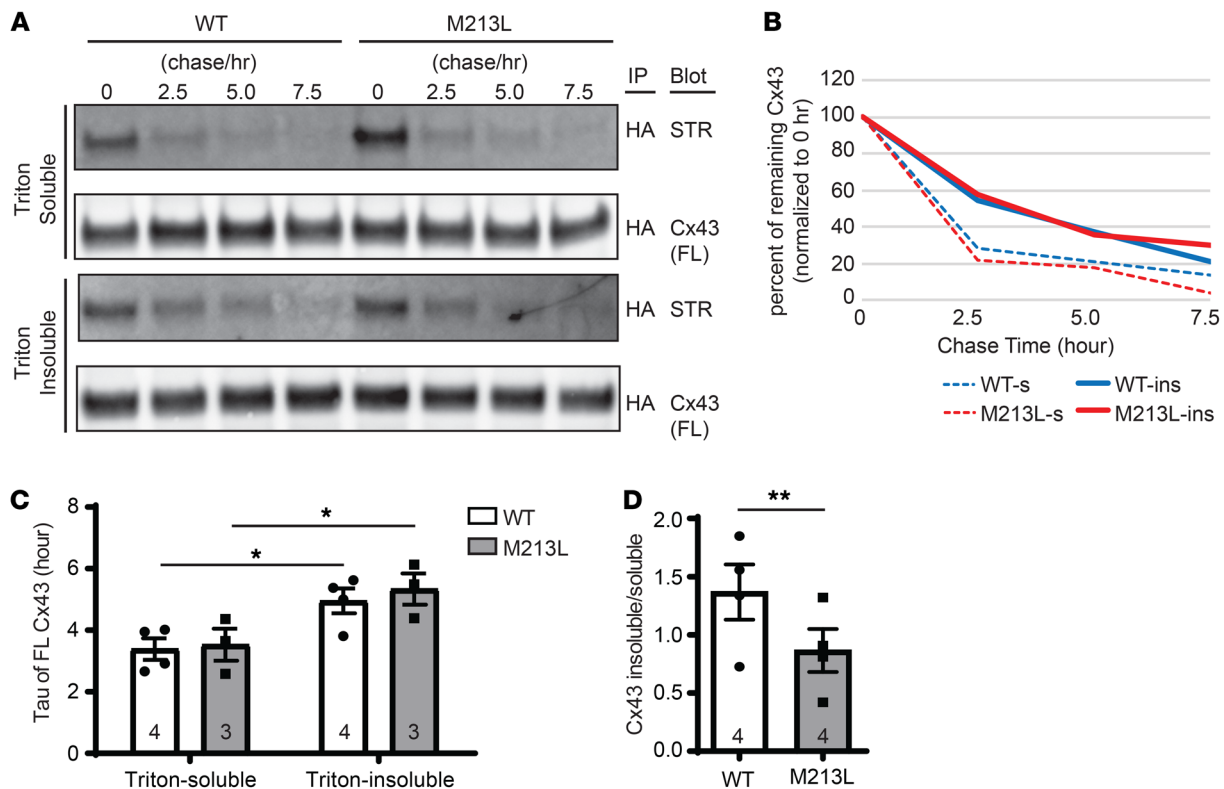 A
WT M213L
(chase/hr) (chase/hr)
0 2.5 5.0 7.5 0 2.5 5.0 7.5 IP Blot
Triton
Soluble
HA STR
HA Cx43
(FL)
Triton
Insoluble
HA STR
HA Cx43
(FL)
B
percent of remaining Cx43
(normalized to 0 hr)
120
100
80
60
40
20
0
0 2.5 5.0 7.5
Chase Time (hour)
WT-s WT-ins
M213L-s M213L-ins
C
Tau of FL Cx43 (hour)
8
6
4
2
0
* *
WT
M213L
4 3 4 3
Triton-soluble Triton-insoluble
D
Cx43 insoluble/soluble
2.0
1.5
1.0
0.5
0.0
**
4 4
WT M213L